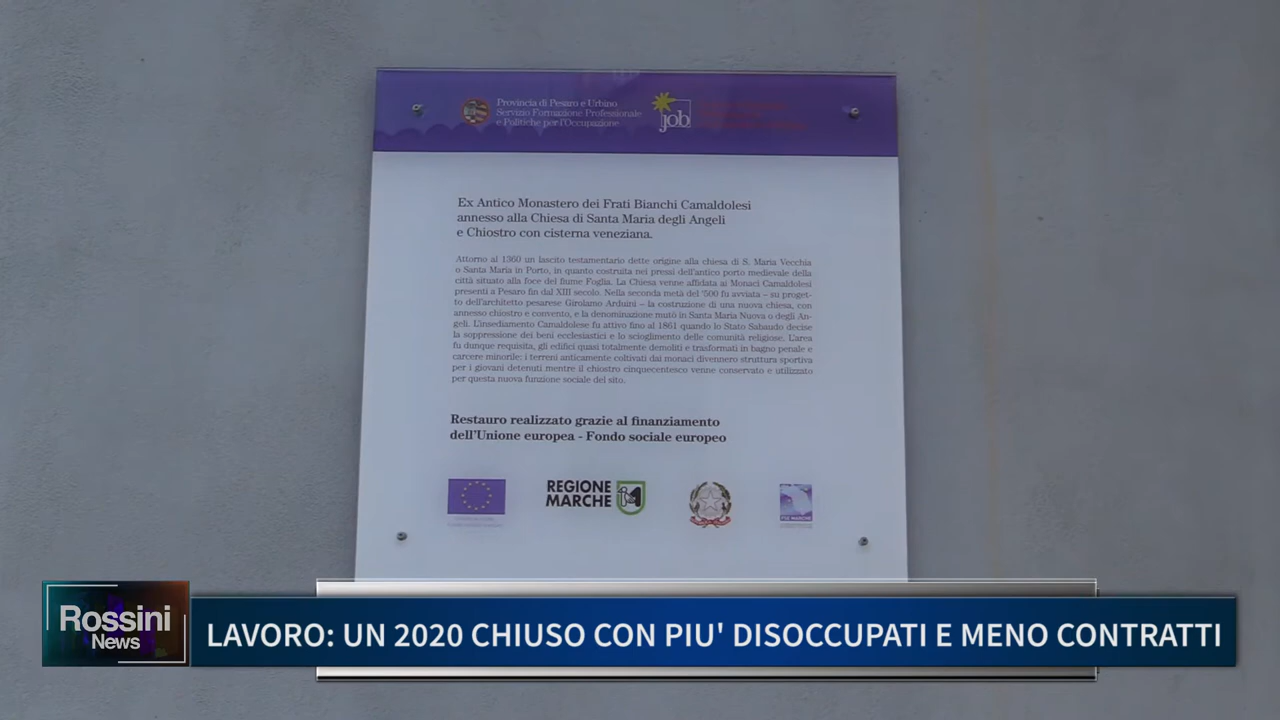 Provincia di Pesaro e Urbino
Servizio Formazione Professionale
e Politiche per l'Occupazione
job
Ex Antico Monastero dei Frati Bianchi Camaldolesi
annesso alla Chiesa di Santa Maria degli Angeli
e Chiostro con cisterna veneziana.
Attorno al 1360 un lascito testamentario dette origine alla chiesa di S. Maria Vecchia
o Santa Maria in Porto, in quanto costruita nei pressi dell'antico porto medievale della
città situato alla foce del fiume Foglia. La Chiesa venne affidata ai Monaci Camaldolesi
presenti a Pesaro fin dal XIII secolo. Nella seconda metà del '500 fu avviata – su proget-
to dell'architetto pesarese Girolamo Arduini – la costruzione di una nuova chiesa, con
annesso chiostro e convento, e la denominazione mutò in Santa Maria Nuova o degli An-
geli. L'insediamento Camaldolese fu attivo fino al 1861 quando lo Stato Sabaudo decise
la soppressione dei beni ecclesiastici e lo scioglimento delle comunità religiose. L'area
fu dunque requisita, gli edifici quasi totalmente demoliti e trasformati in bagno penale e
carcere minorile; i terreni anticamente coltivati dai monaci divennero struttura sportiva
per i giovani detenuti mentre il chiostro cinquecentesco venne conservato e utilizzato
per questa nuova funzione sociale del sito.
Restauro realizzato grazie al finanziamento
dell'Unione europea - Fondo sociale europeo
REGIONE
MARCHE
FSE MARCHE
Rossini
News
LAVORO: UN 2020 CHIUSO CON PIU' DISOCCUPATI E MENO CONTRATTI